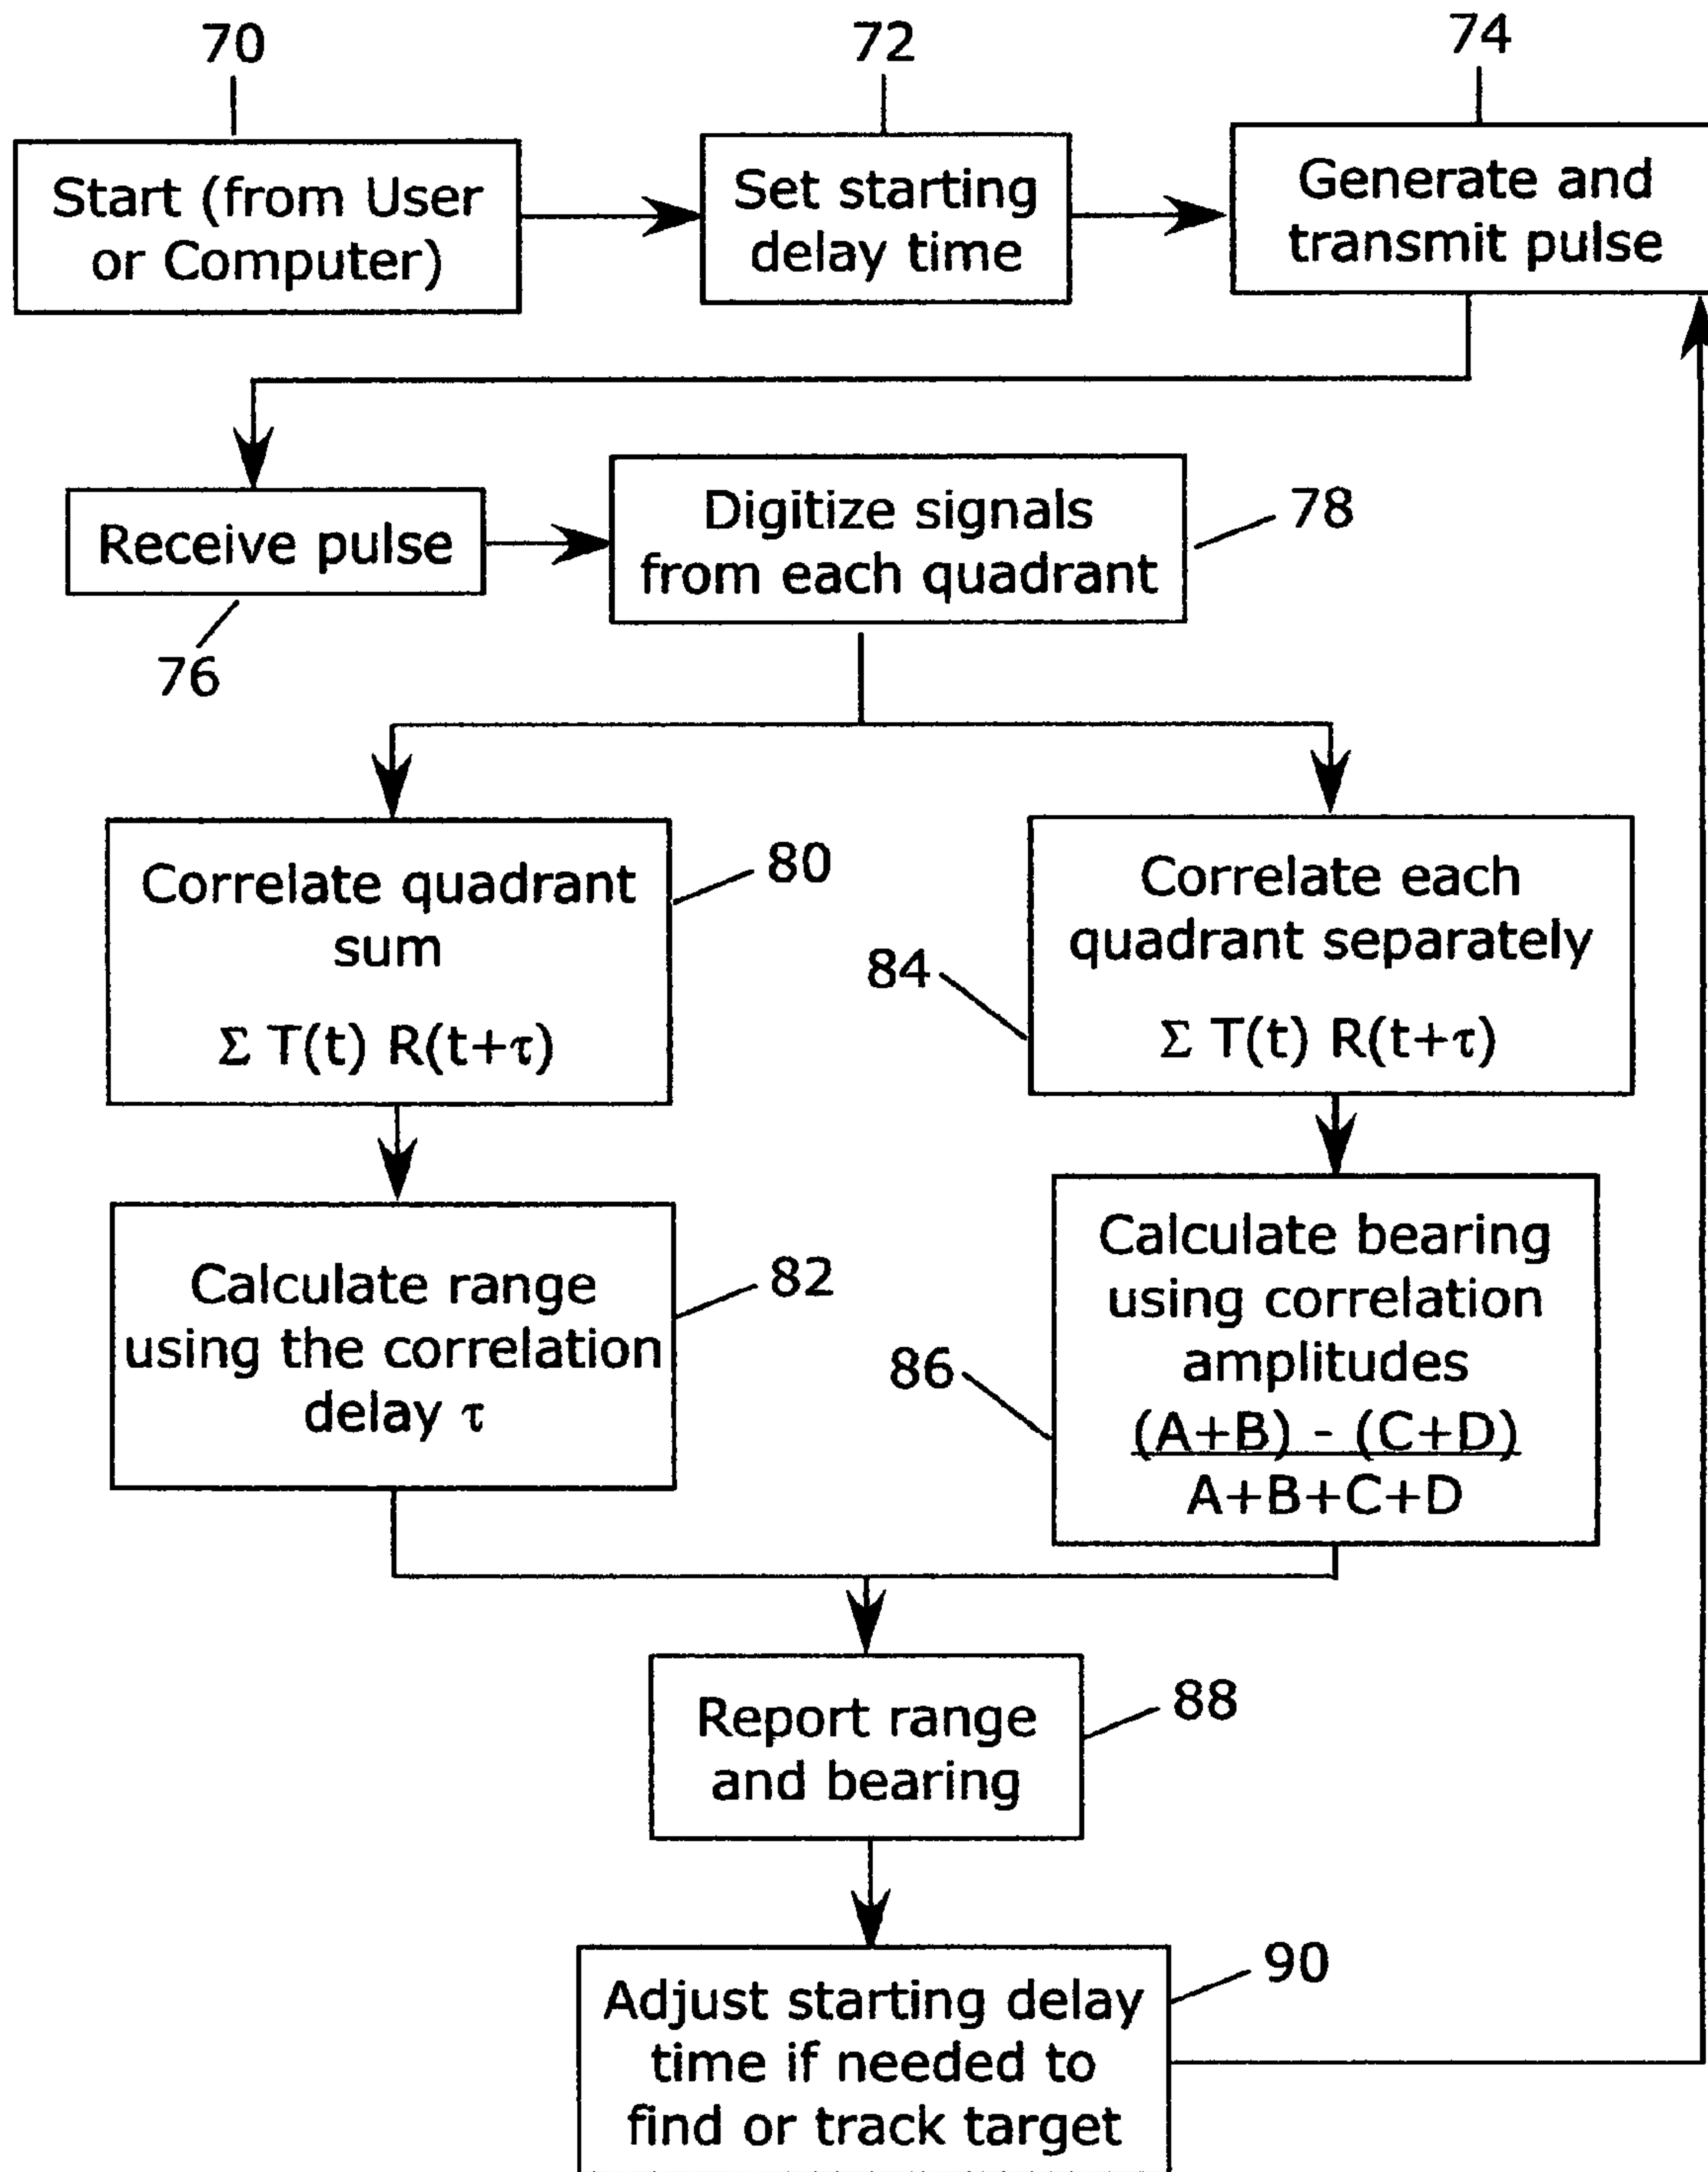 70
72
74
Start (from User
or Computer)
Set starting
delay time
Generate and
transmit pulse
Receive pulse
76
Digitize signals
from each quadrant
78
Correlate quadrant
sum
Σ T(t) R(t+τ)
80
Correlate each
quadrant separately
Σ T(t) R(t+τ)
84
Calculate range
using the correlation
delay τ
82
Calculate bearing
using correlation
amplitudes
(A+B) - (C+D)
A+B+C+D
86
Report range
and bearing
88
Adjust starting delay
time if needed to
find or track target
90